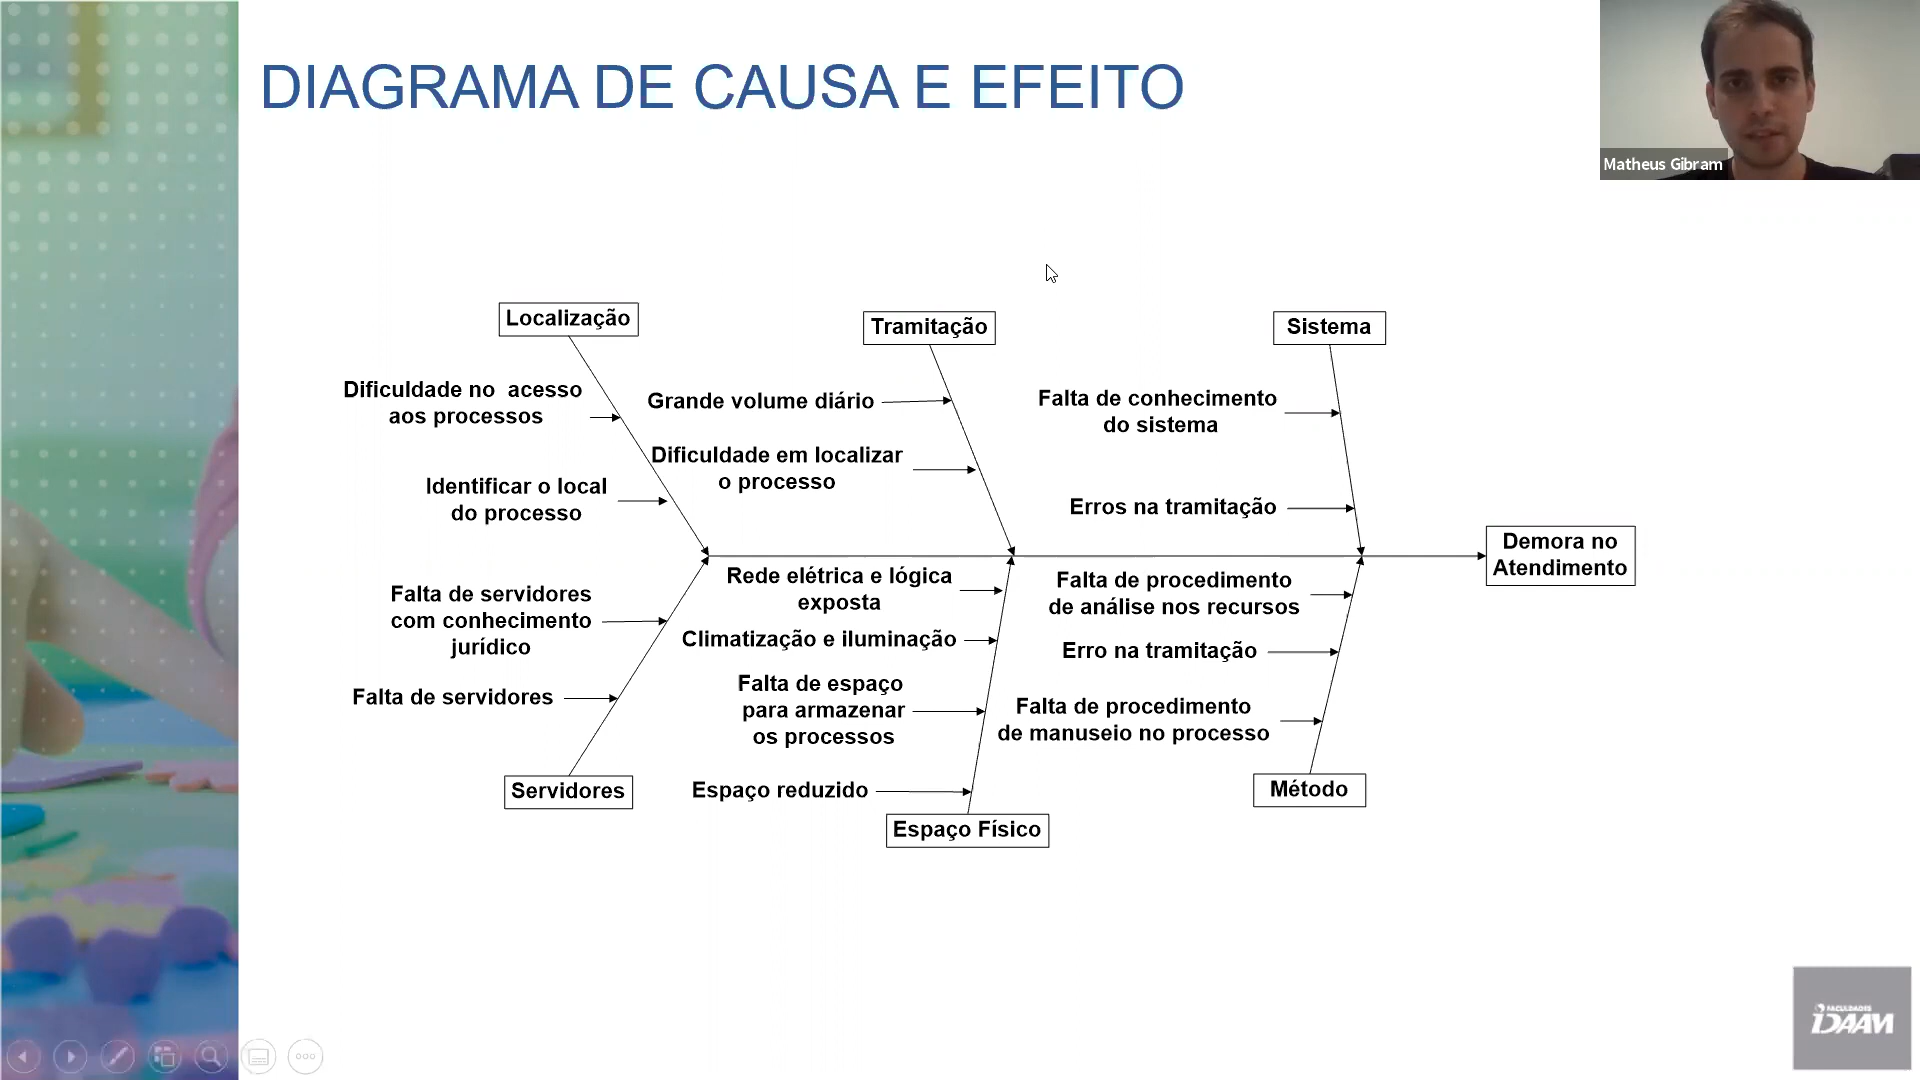 DIAGRAMA DE CAUSA E EFEITO
Matheus Gibram
Localização
Tramitação
Sistema
Dificuldade no acesso
aos processos
Grande volume diário
Falta de conhecimento
do sistema
Dificuldade em localizar
o processo
Identificar o local
do processo
Erros na tramitação
Demora no
Atendimento
Rede elétrica e lógica
exposta
Falta de procedimento
de análise nos recursos
Falta de servidores
com conhecimento
jurídico
Climatização e iluminação
Erro na tramitação
Falta de servidores
Falta de espaço
para armazenar
os processos
Falta de procedimento
de manuseio no processo
Espaço reduzido
Servidores
Método
Espaço Físico
FACULDADES
IDAAM